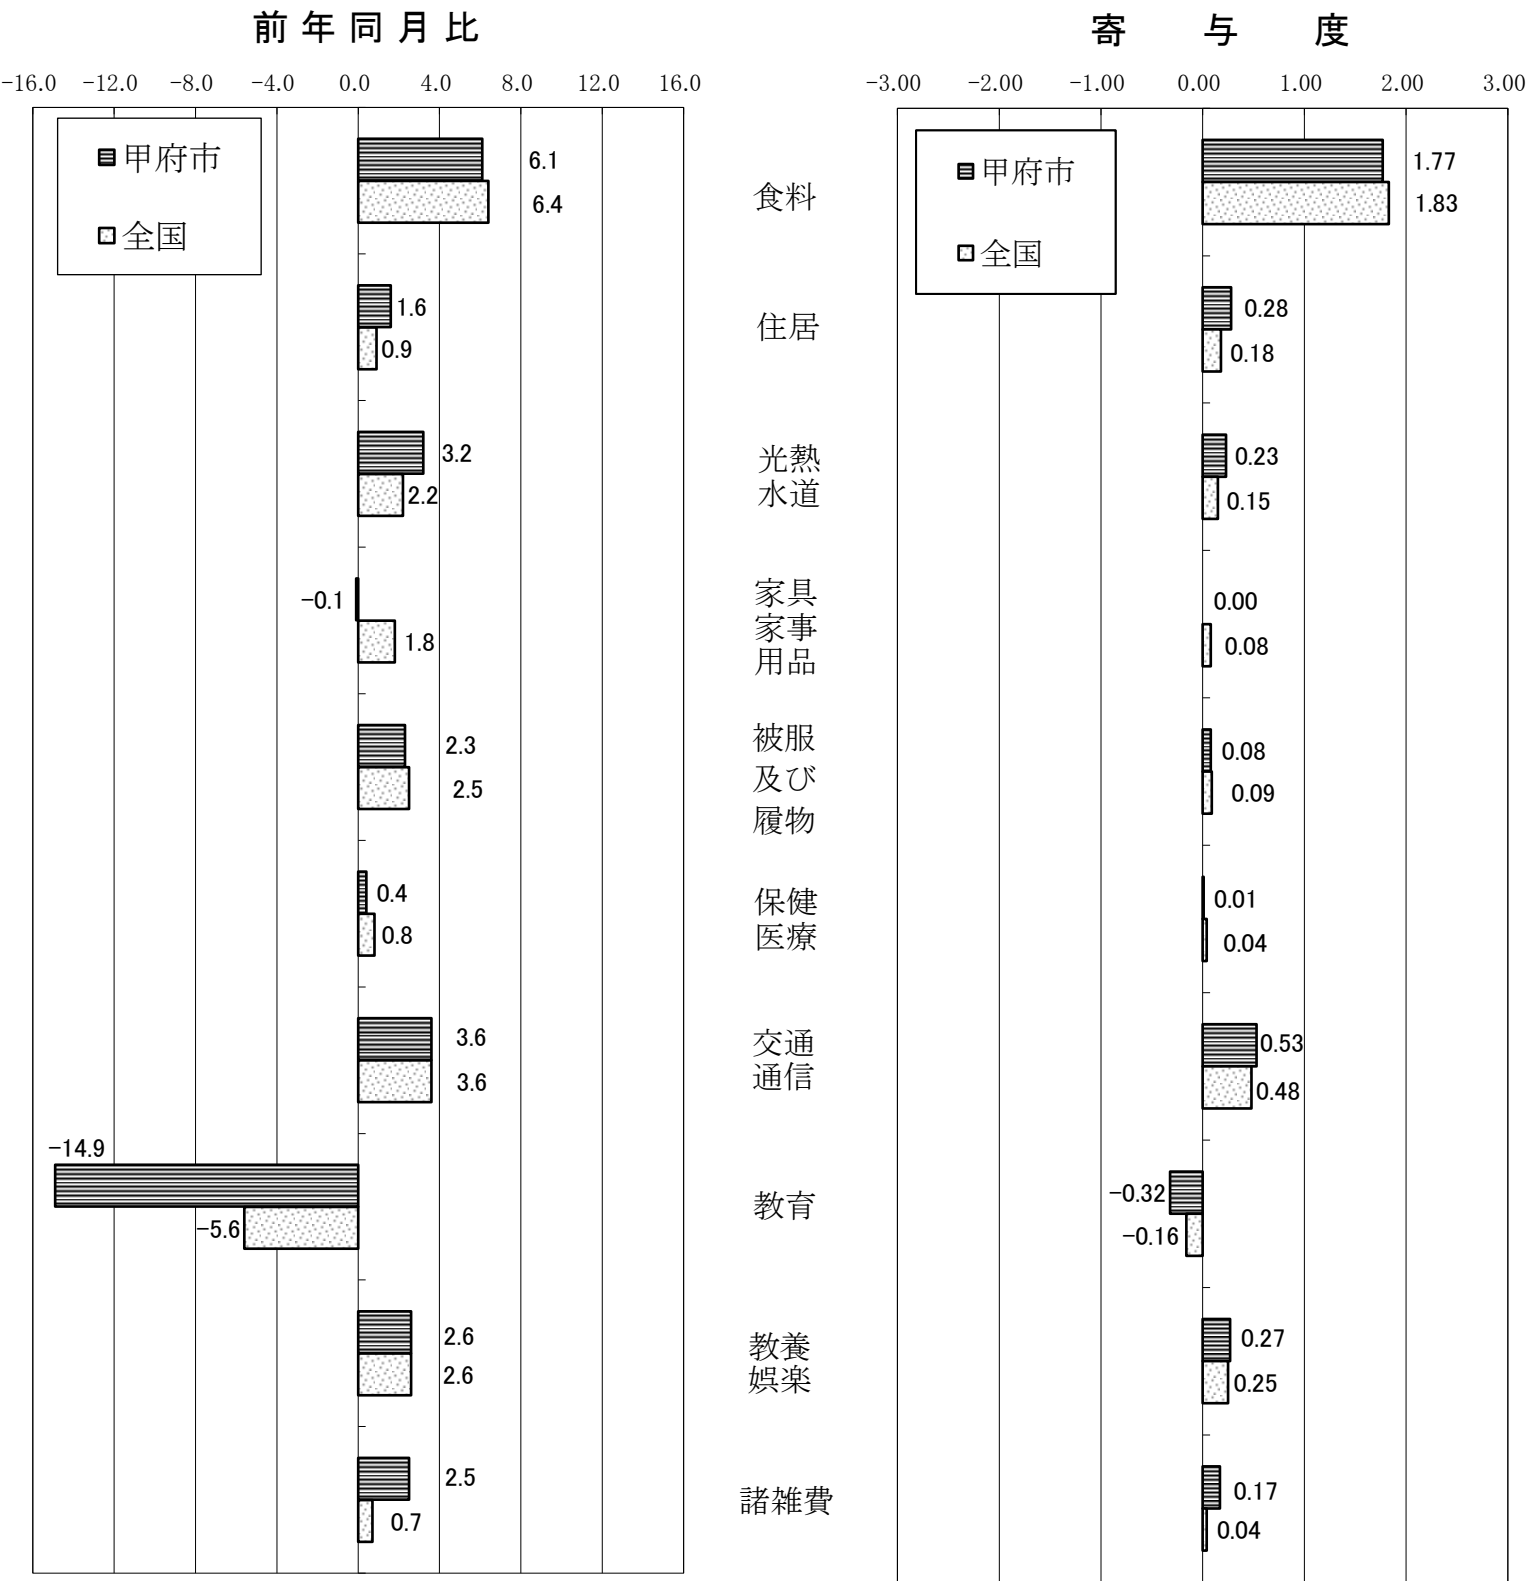 前年同月比
-16.0 -12.0 -8.0 -4.0 0.0 4.0 8.0 12.0 16.0
甲府市
全国
6.1
6.4
1.6
0.9
3.2
2.2
-0.1
1.8
2.3
2.5
0.4
0.8
3.6
3.6
-14.9
-5.6
2.6
2.6
2.5
0.7
食料
住居
光熱
水道
家具
家事
用品
被服
及び
履物
保健
医療
交通
通信
教育
教養
娯楽
諸雑費
寄与度
-3.00 -2.00 -1.00 0.00 1.00 2.00 3.00
甲府市
全国
1.77
1.83
0.28
0.18
0.23
0.15
0.00
0.08
0.08
0.09
0.01
0.04
0.53
0.48
-0.32
-0.16
0.27
0.25
0.17
0.04